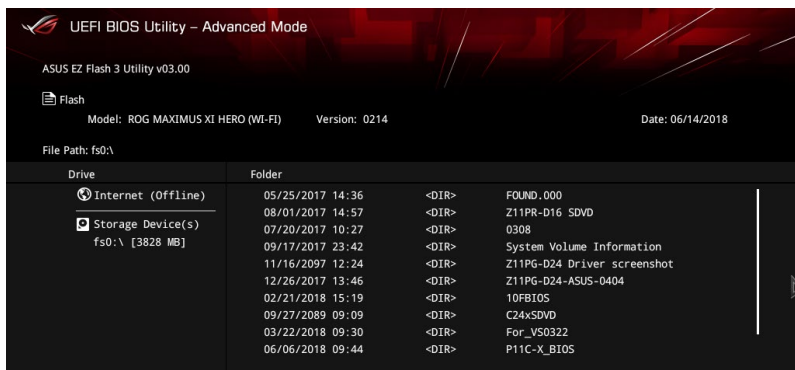 UEFI BIOS Utility – Advanced Mode
ASUS EZ Flash 3 Utility v03.00
Flash
Model: ROG MAXIMUS XI HERO (WI-FI) Version: 0214 Date: 06/14/2018
File Path: fs0:\
Drive Folder
Internet (Offline) 05/25/2017 14:36 <DIR> FOUND.000
08/01/2017 14:57 <DIR> Z11PR-D16 SDVD
Storage Device(s) 07/20/2017 10:27 <DIR> 0308
fs0:\ [3828 MB] 09/17/2017 23:42 <DIR> System Volume Information
11/16/2097 12:24 <DIR> Z11PG-D24 Driver screenshot
12/26/2017 13:46 <DIR> Z11PG-D24-ASUS-0404
02/21/2018 15:19 <DIR> 10FBIOS
09/27/2089 09:09 <DIR> C24xSDVD
03/22/2018 09:30 <DIR> For_VS0322
06/06/2018 09:44 <DIR> P11C-X_BIOS